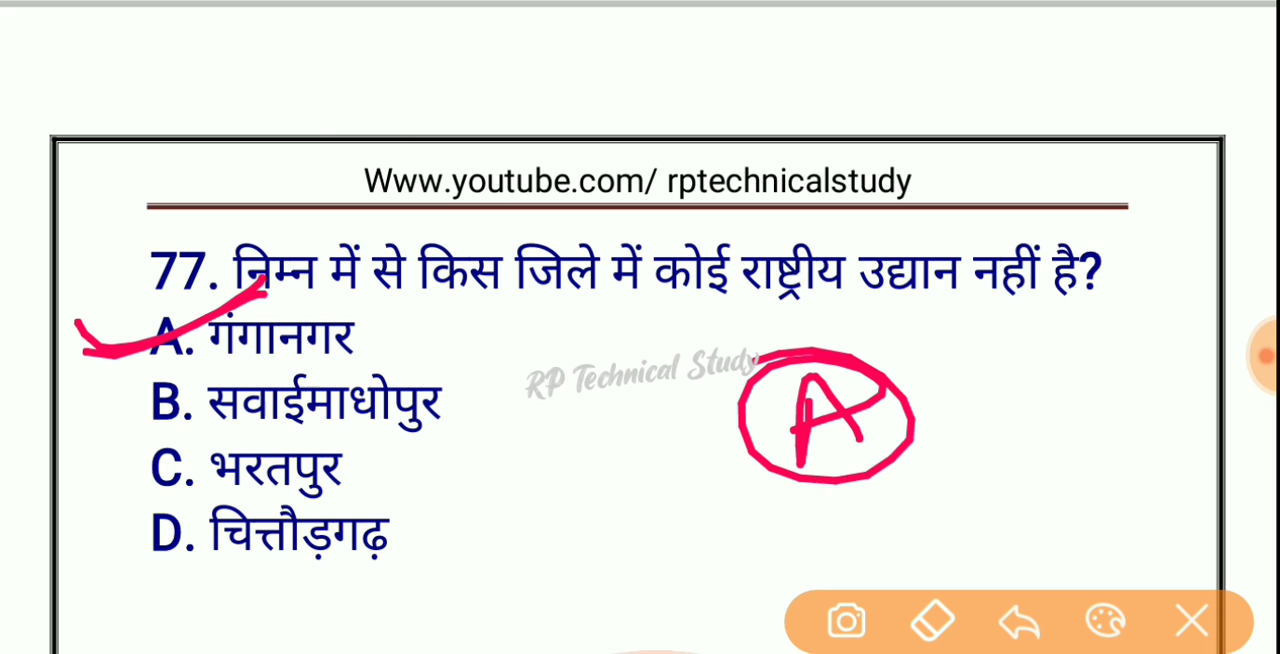 Www.youtube.com/ rptechnicalstudy
77. निम्न में से किस जिले में कोई राष्ट्रीय उद्यान नहीं है?
A. गंगानगर
RP Technical Study
B. सवाईमाधोपुर
A
C. भरतपुर
D. चित्तौड़गढ़